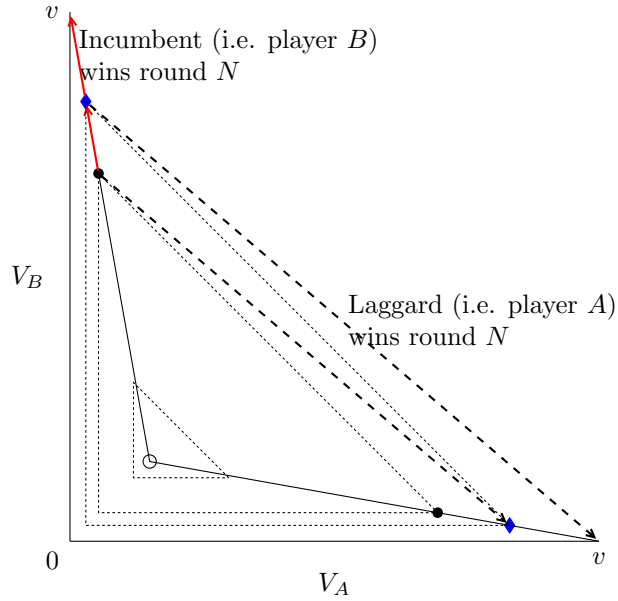 v
Incumbent (i.e. player B)
wins round N
V_B
Laggard (i.e. player A)
wins round N
0
v
V_A